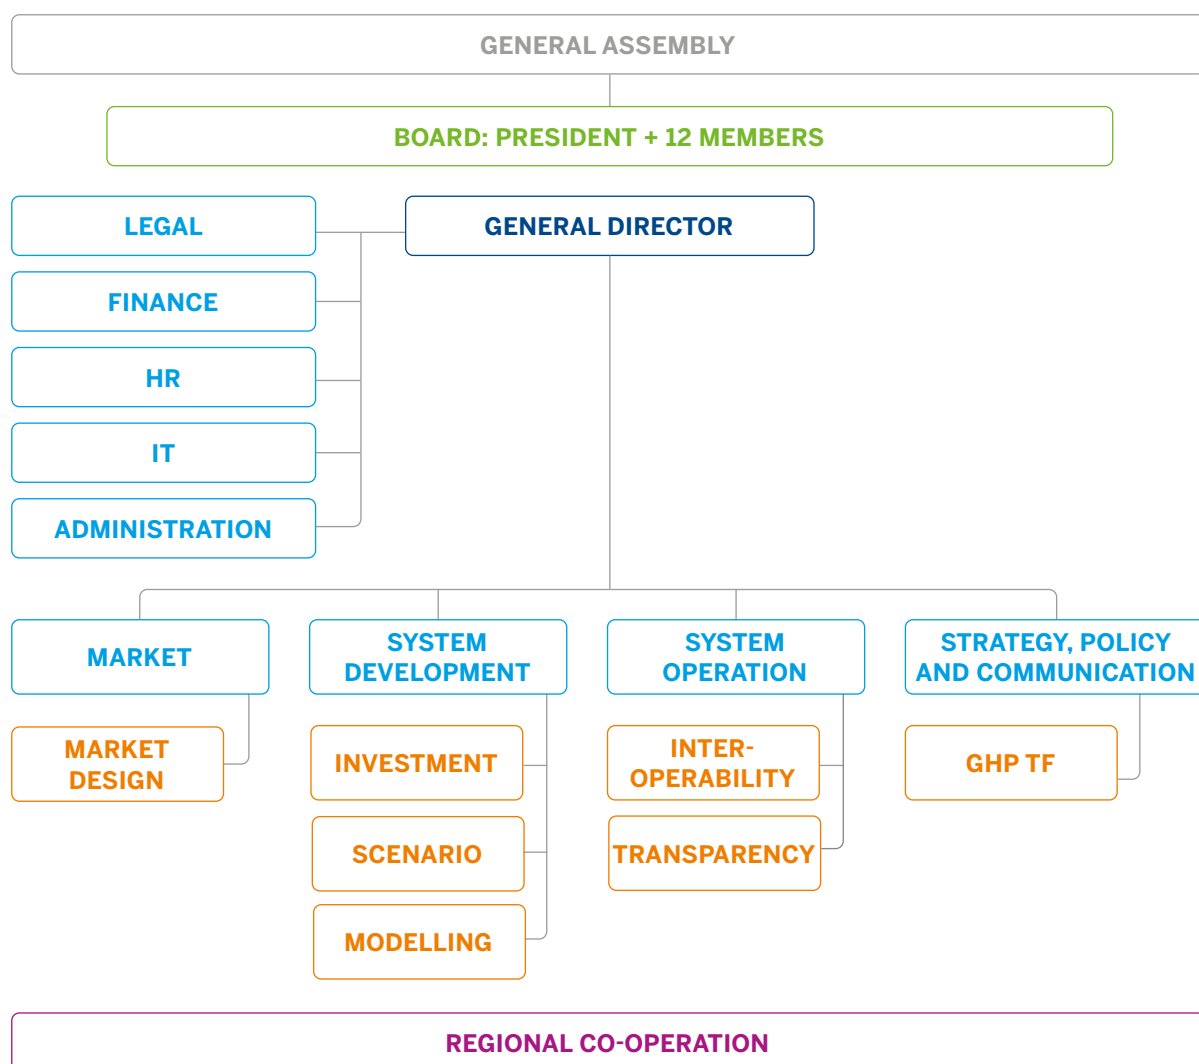 GENERAL ASSEMBLY
BOARD: PRESIDENT + 12 MEMBERS
LEGAL
GENERAL DIRECTOR
FINANCE
HR
IT
ADMINISTRATION
MARKET
SYSTEM
DEVELOPMENT
SYSTEM
OPERATION
STRATEGY, POLICY
AND COMMUNICATION
MARKET
DESIGN
INVESTMENT
INTER-
OPERABILITY
GHP TF
SCENARIO
TRANSPARENCY
MODELLING
REGIONAL CO-OPERATION